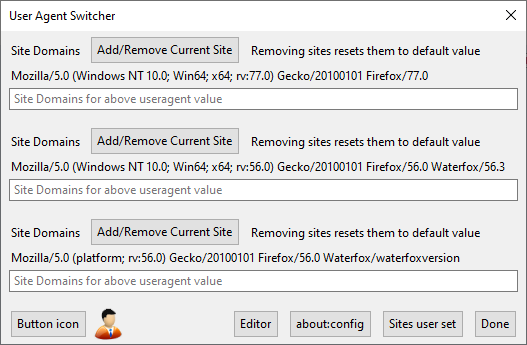 User Agent Switcher
Site Domains Add/Remove Current Site Removing sites resets them to default value
Mozilla/5.0 (Windows NT 10.0; Win64; x64; rv:77.0) Gecko/20100101 Firefox/77.0
Site Domains for above useragent value
Site Domains Add/Remove Current Site Removing sites resets them to default value
Mozilla/5.0 (Windows NT 10.0; Win64; x64; rv:56.0) Gecko/20100101 Firefox/56.0 Waterfox/56.3
Site Domains for above useragent value
Site Domains Add/Remove Current Site Removing sites resets them to default value
Mozilla/5.0 (platform; rv:56.0) Gecko/20100101 Firefox/56.0 Waterfox/waterfoxversion
Site Domains for above useragent value
Button icon Editor about:config Sites user set Done